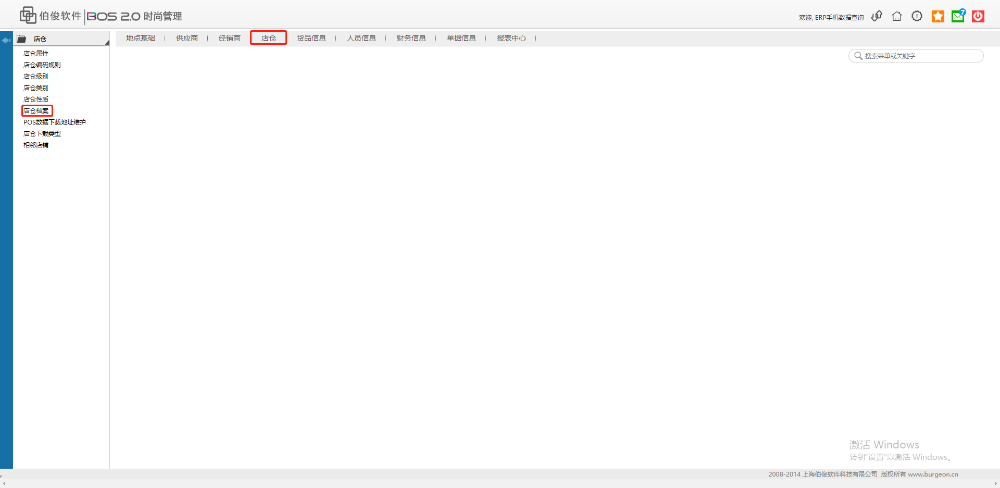 伯俊软件 BOS 2.0 时尚管理
欢迎, ERP手机数据查询
7
店仓
地点基础 供应商 经销商 店仓 货品信息 人员信息 财务信息 单据信息 报表中心
搜索菜单或关键字
店仓属性
店仓编码规则
店仓级别
店仓类别
店仓性质
店仓档案
POS数据下载地址维护
店仓下载类型
相邻店铺
激活 Windows
转到"设置"以激活 Windows。
2008-2014 上海伯俊软件科技有限公司 版权所有 www.burgeon.cn